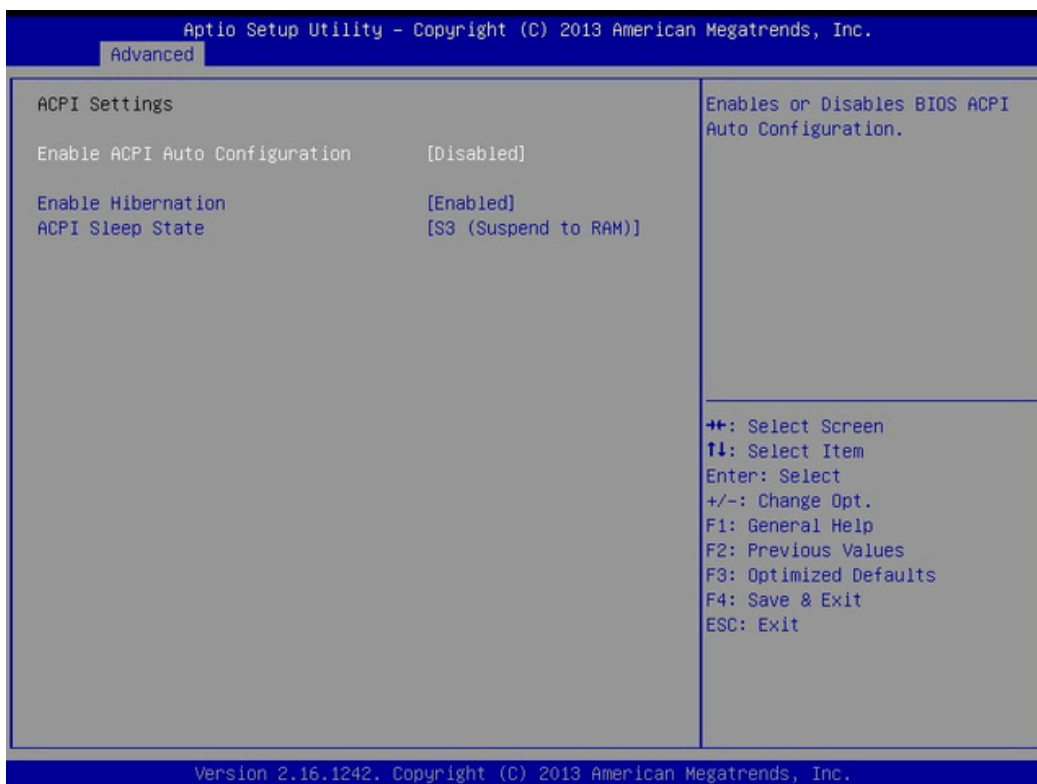 Aptio Setup Utility – Copyright (C) 2013 American Megatrends, Inc.
Advanced
ACPI Settings
Enable ACPI Auto Configuration [Disabled]
Enable Hibernation [Enabled]
ACPI Sleep State [S3 (Suspend to RAM)]
Enables or Disables BIOS ACPI
Auto Configuration.
→←: Select Screen
↑↓: Select Item
Enter: Select
+/-: Change Opt.
F1: General Help
F2: Previous Values
F3: Optimized Defaults
F4: Save & Exit
ESC: Exit
Version 2.16.1242. Copyright (C) 2013 American Megatrends, Inc.